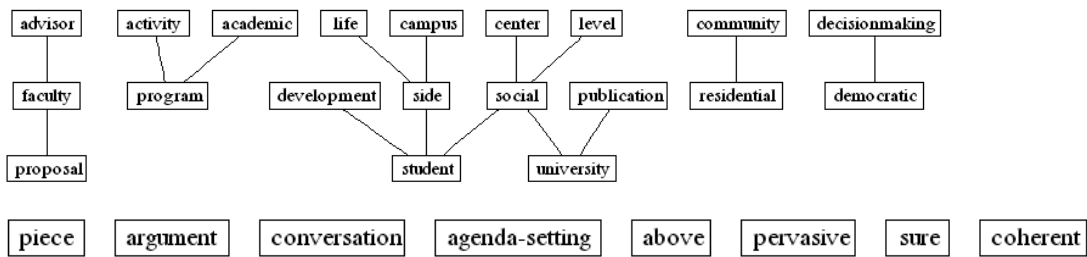 advisor activity academic life campus center level community decisionmaking
faculty program development side social publication residential democratic
proposal student university
piece argument conversation agenda-setting above pervasive sure coherent